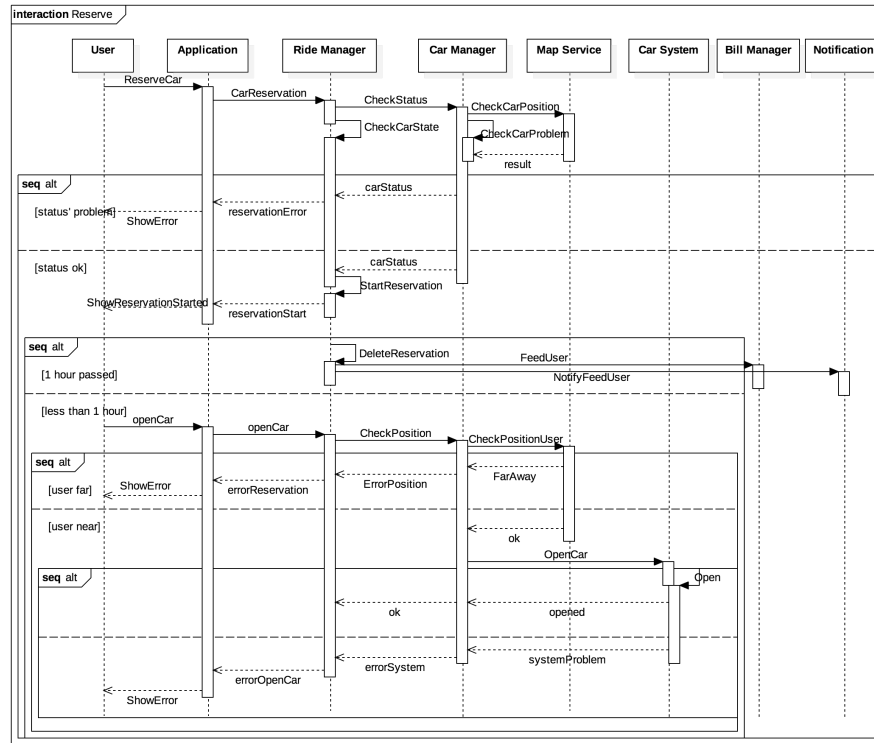 interaction Reserve
User
Application
Ride Manager
Car Manager
Map Service
Car System
Bill Manager
Notification
ReserveCar
CarReservation
CheckStatus
CheckCarPosition
CheckCarState
CheckCarProblem
result
seq alt
carStatus
[status' problem]
reservationError
ShowError
[status ok]
carStatus
StartReservation
ShowReservationStarted
reservationStart
seq alt
DeleteReservation
FeedUser
[1 hour passed]
NotifyFeedUser
[less than 1 hour]
openCar
openCar
CheckPosition
CheckPositionUser
seq alt
FarAway
ErrorPosition
[user far]
ShowError
errorReservation
[user near]
ok
OpenCar
seq alt
Open
ok
opened
systemProblem
errorSystem
errorOpenCar
ShowError